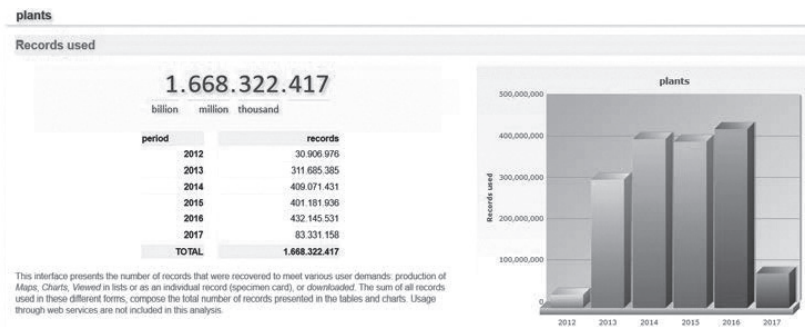 plants
Records used
1.668.322.417
billion million thousand
period records
2012 30.906.976
2013 311.685.385
2014 409.071.431
2015 401.181.936
2016 432.145.531
2017 83.331.158
TOTAL 1.668.322.417
This interface presents the number of records that were recovered to meet various user demands: production of
Maps, Charts, Viewed in lists or as an individual record (specimen card), or downloaded. The sum of all records
used in these different forms, compose the total number of records presented in the tables and charts. Usage
through web services are not included in this analysis.
plants
500,000,000
400,000,000
300,000,000
200,000,000
100,000,000
0
Records used
2012 2013 2014 2015 2016 2017